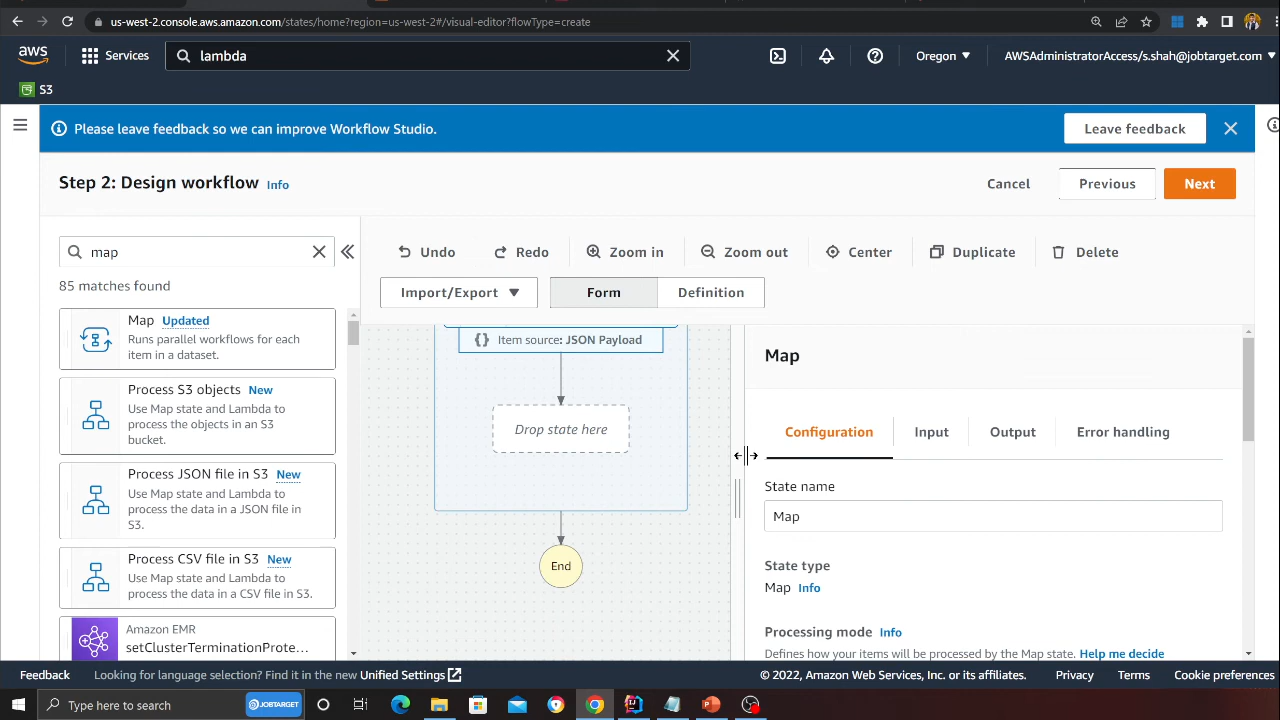 us-west-2.console.aws.amazon.com/states/home?region=us-west-2#/visual-editor?flowType=create
aws
Services
lambda
Oregon
AWSAdministratorAccess/s.shah@jobtarget.com
S3
Please leave feedback so we can improve Workflow Studio.
Leave feedback
Step 2: Design workflow Info
Cancel
Previous
Next
map
Undo
Redo
Zoom in
Zoom out
Center
Duplicate
Delete
85 matches found
Import/Export
Form
Definition
Map Updated
Runs parallel workflows for each
item in a dataset.
Process S3 objects New
Use Map state and Lambda to
process the objects in an S3
bucket.
Process JSON file in S3 New
Use Map state and Lambda to
process the data in a JSON file in
S3.
Process CSV file in S3 New
Use Map state and Lambda to
process the data in a CSV file in S3.
Amazon EMR
setClusterTerminationProte...
{} Item source: JSON Payload
Drop state here
End
Map
Configuration
Input
Output
Error handling
State name
Map
State type
Map Info
Processing mode Info
Defines how your items will be processed by the Map state. Help me decide
Feedback
Looking for language selection? Find it in the new Unified Settings
© 2022, Amazon Web Services, Inc. or its affiliates.
Privacy
Terms
Cookie preferences
Type here to search
JOBTARGET